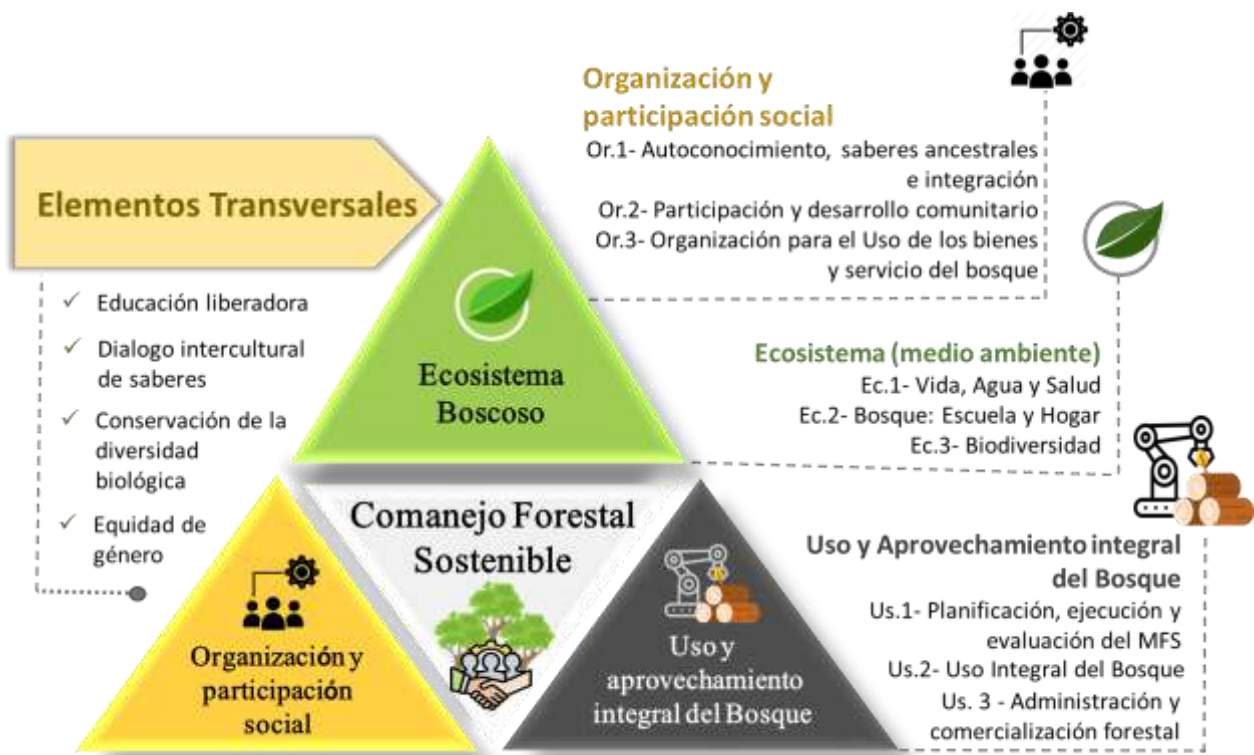 Elementos Transversales
Educación liberadora
Dialogo intercultural
de saberes
Conservación de la
diversidad
biológica
Equidad de
género
Ecosistema
Boscoso
Comanejo Forestal
Sostenible
Organización y
participación
social
Uso y
aprovechamiento
integral del Bosque
Organización y
participación social
Or.1- Autoconocimiento, saberes ancestrales
e integración
Or.2- Participación y desarrollo comunitario
Or.3- Organización para el Uso de los bienes
y servicio del bosque
Ecosistema (medio ambiente)
Ec.1- Vida, Agua y Salud
Ec.2- Bosque: Escuela y Hogar
Ec.3- Biodiversidad
Uso y Aprovechamiento integral
del Bosque
Us.1- Planificación, ejecución y
evaluación del MFS
Us.2- Uso Integral del Bosque
Us. 3 - Administración y
comercialización forestal